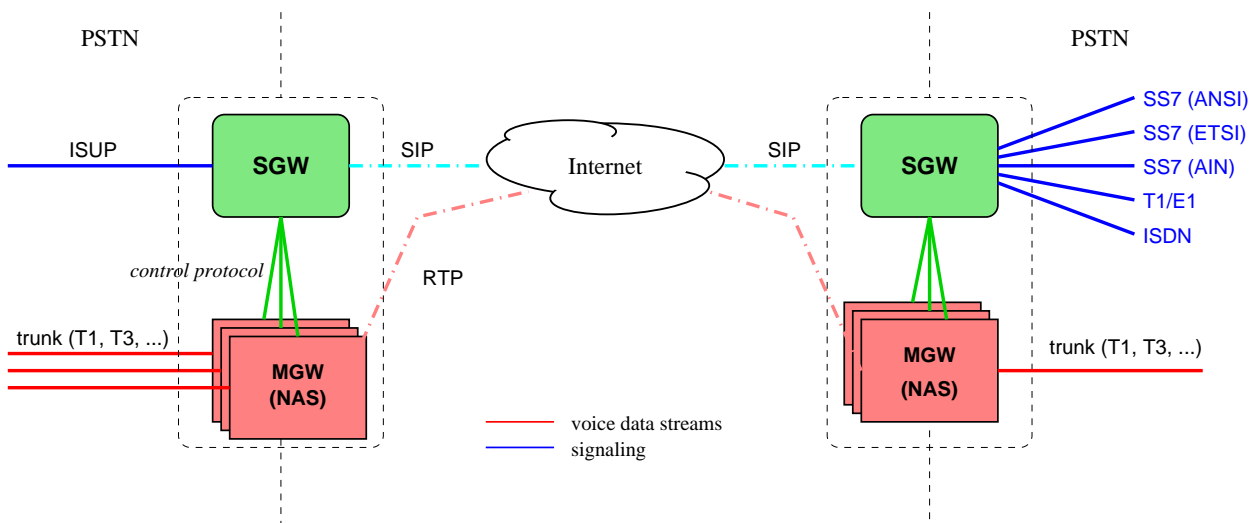 PSTN
PSTN
ISUP
SGW
SIP
Internet
SIP
SGW
SS7 (ANSI)
SS7 (ETSI)
SS7 (AIN)
T1/E1
ISDN
control protocol
RTP
trunk (T1, T3, ...)
MGW
(NAS)
MGW
(NAS)
trunk (T1, T3, ...)
voice data streams
signaling